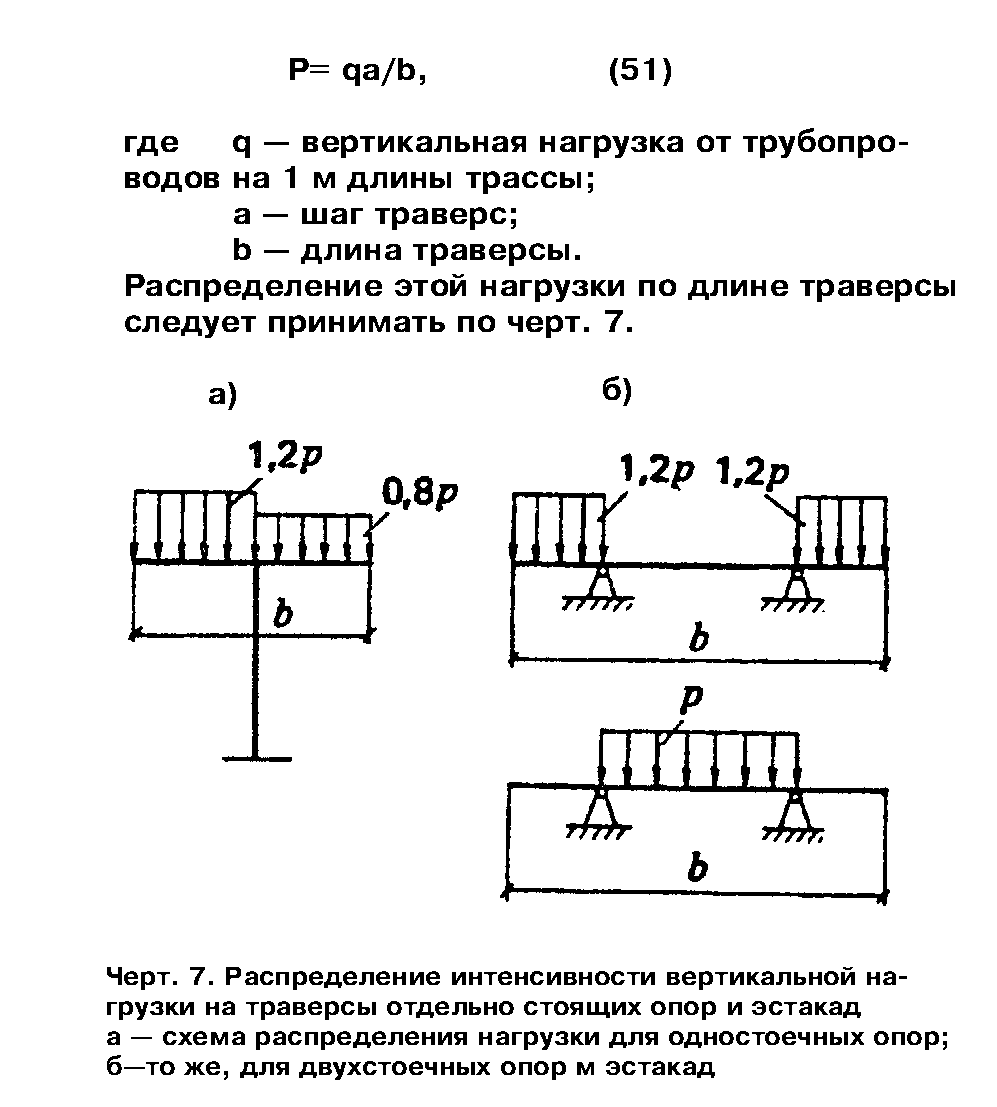 P= qa/b, (51)
где q — вертикальная нагрузка от трубопро-
водов на 1 м длины трассы;
a — шаг траверс;
b — длина траверсы.
Распределение этой нагрузки по длине траверсы
следует принимать по черт. 7.
а) б)
1,2p
0,8p
b
1,2p 1,2p
b
p
b
Черт. 7. Распределение интенсивности вертикальной на-
грузки на траверсы отдельно стоящих опор и эстакад
а — схема распределения нагрузки для одностоечных опор;
б—то же, для двухстоечных опор м эстакад